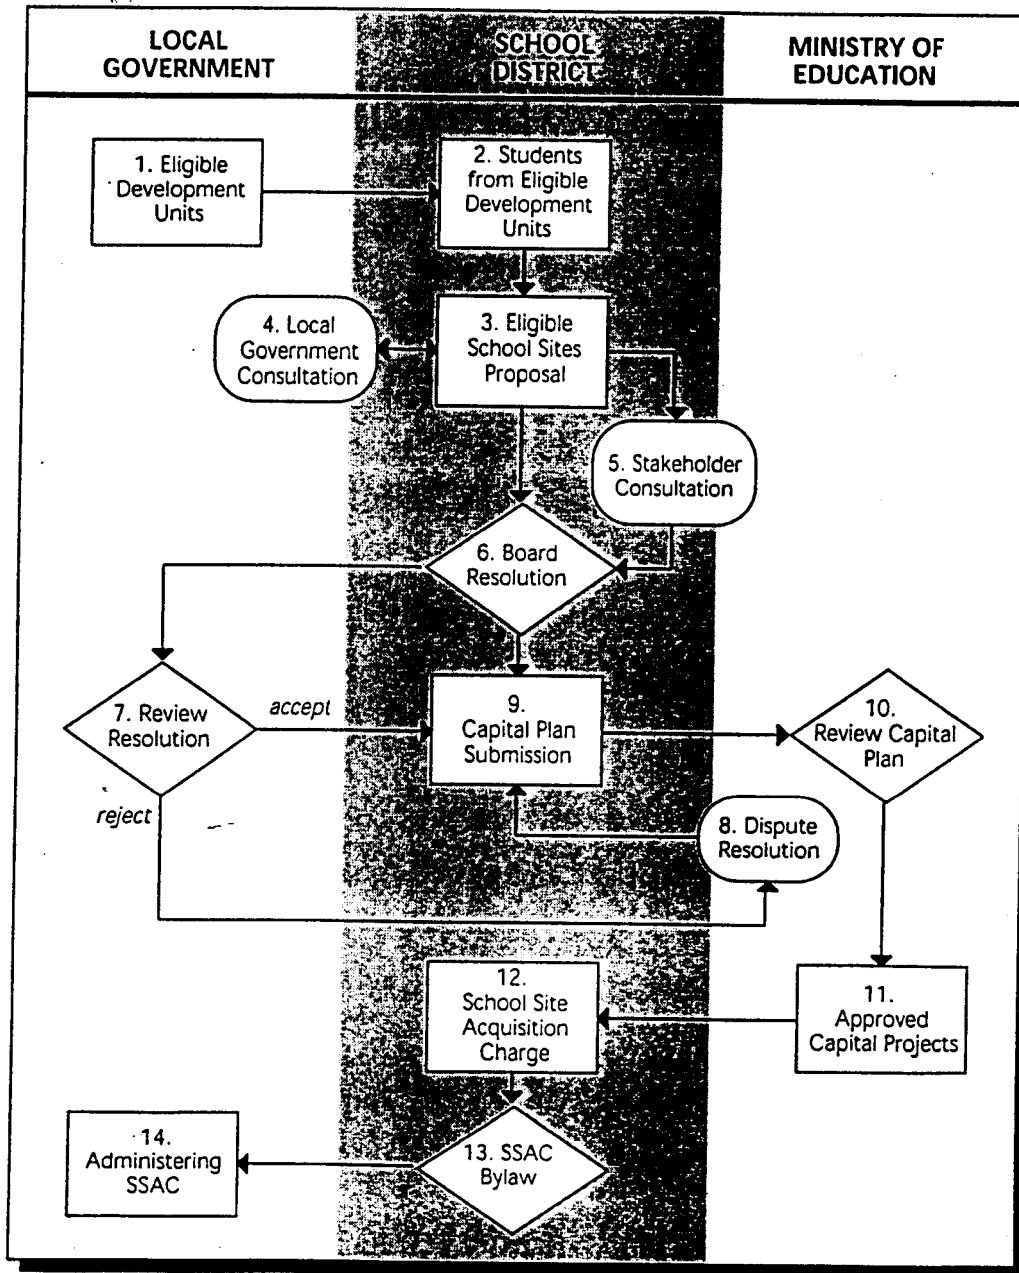 LOCAL
GOVERNMENT
SCHOOL
DISTRICT
MINISTRY OF
EDUCATION
1. Eligible
Development
Units
2. Students
from Eligible
Development
Units
4. Local
Government
Consultation
3. Eligible
School Sites
Proposal
5. Stakeholder
Consultation
6. Board
Resolution
7. Review
Resolution
accept
reject
9.
Capital Plan
Submission
10.
Review Capital
Plan
8. Dispute
Resolution
12.
School Site
Acquisition
Charge
11.
Approved
Capital Projects
14.
Administering
SSAC
13. SSAC
Bylaw